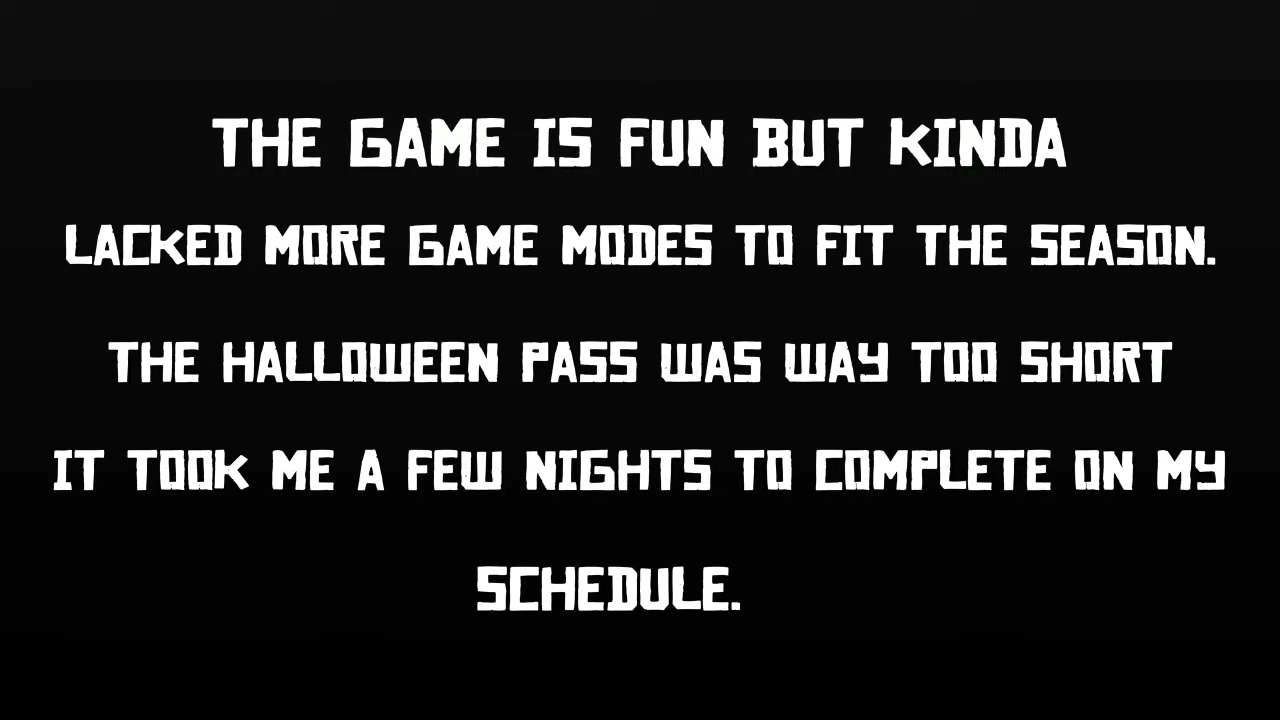 THE GAME IS FUN BUT KINDA
LACKED MORE GAME MODES TO FIT THE SEASON.
THE HALLOWEEN PASS WAS WAY TOO SHORT
IT TOOK ME A FEW NIGHTS TO COMPLETE ON MY
SCHEDULE.